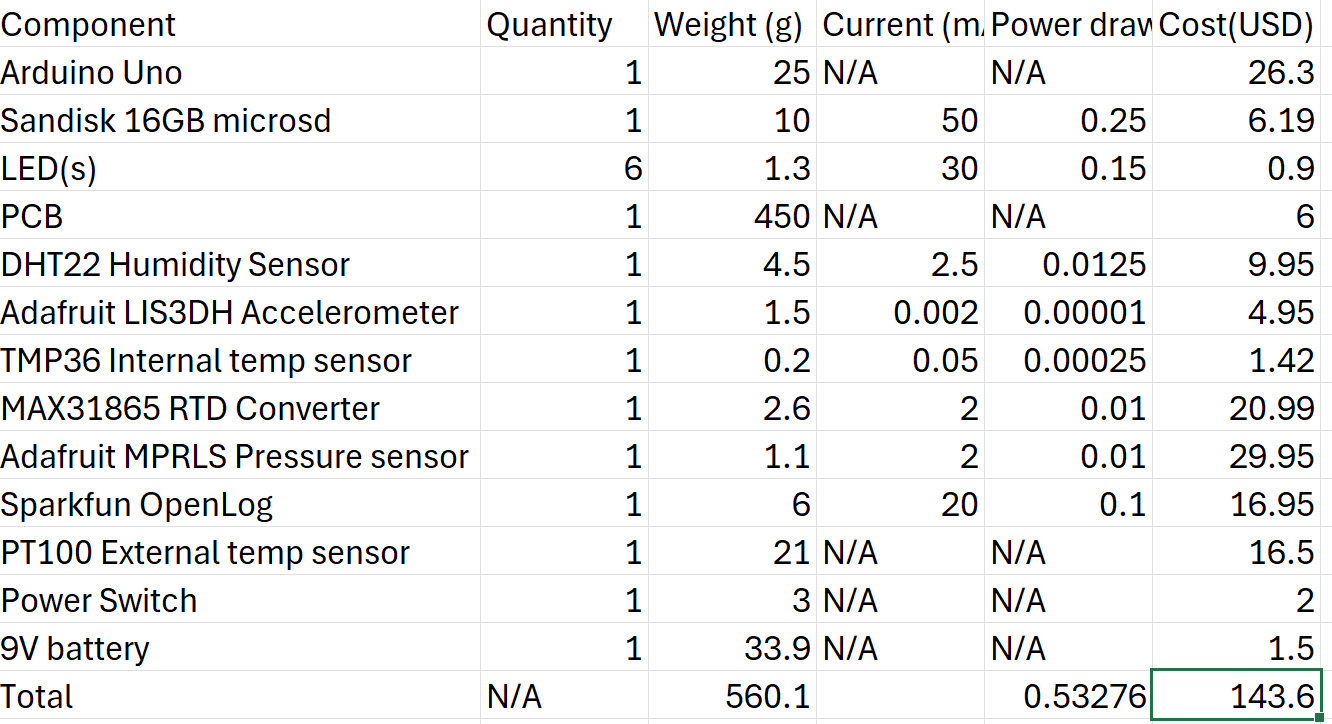 Component Quantity Weight (g) Current (m Power draw Cost(USD)
Arduino Uno 1 25 N/A N/A 26.3
Sandisk 16GB microsd 1 10 50 0.25 6.19
LED(s) 6 1.3 30 0.15 0.9
PCB 1 450 N/A N/A 6
DHT22 Humidity Sensor 1 4.5 2.5 0.0125 9.95
Adafruit LIS3DH Accelerometer 1 1.5 0.002 0.00001 4.95
TMP36 Internal temp sensor 1 0.2 0.05 0.00025 1.42
MAX31865 RTD Converter 1 2.6 2 0.01 20.99
Adafruit MPRLS Pressure sensor 1 1.1 2 0.01 29.95
Sparkfun OpenLog 1 6 20 0.1 16.95
PT100 External temp sensor 1 21 N/A N/A 16.5
Power Switch 1 3 N/A N/A 2
9V battery 1 33.9 N/A N/A 1.5
Total N/A 560.1 0.53276 143.6